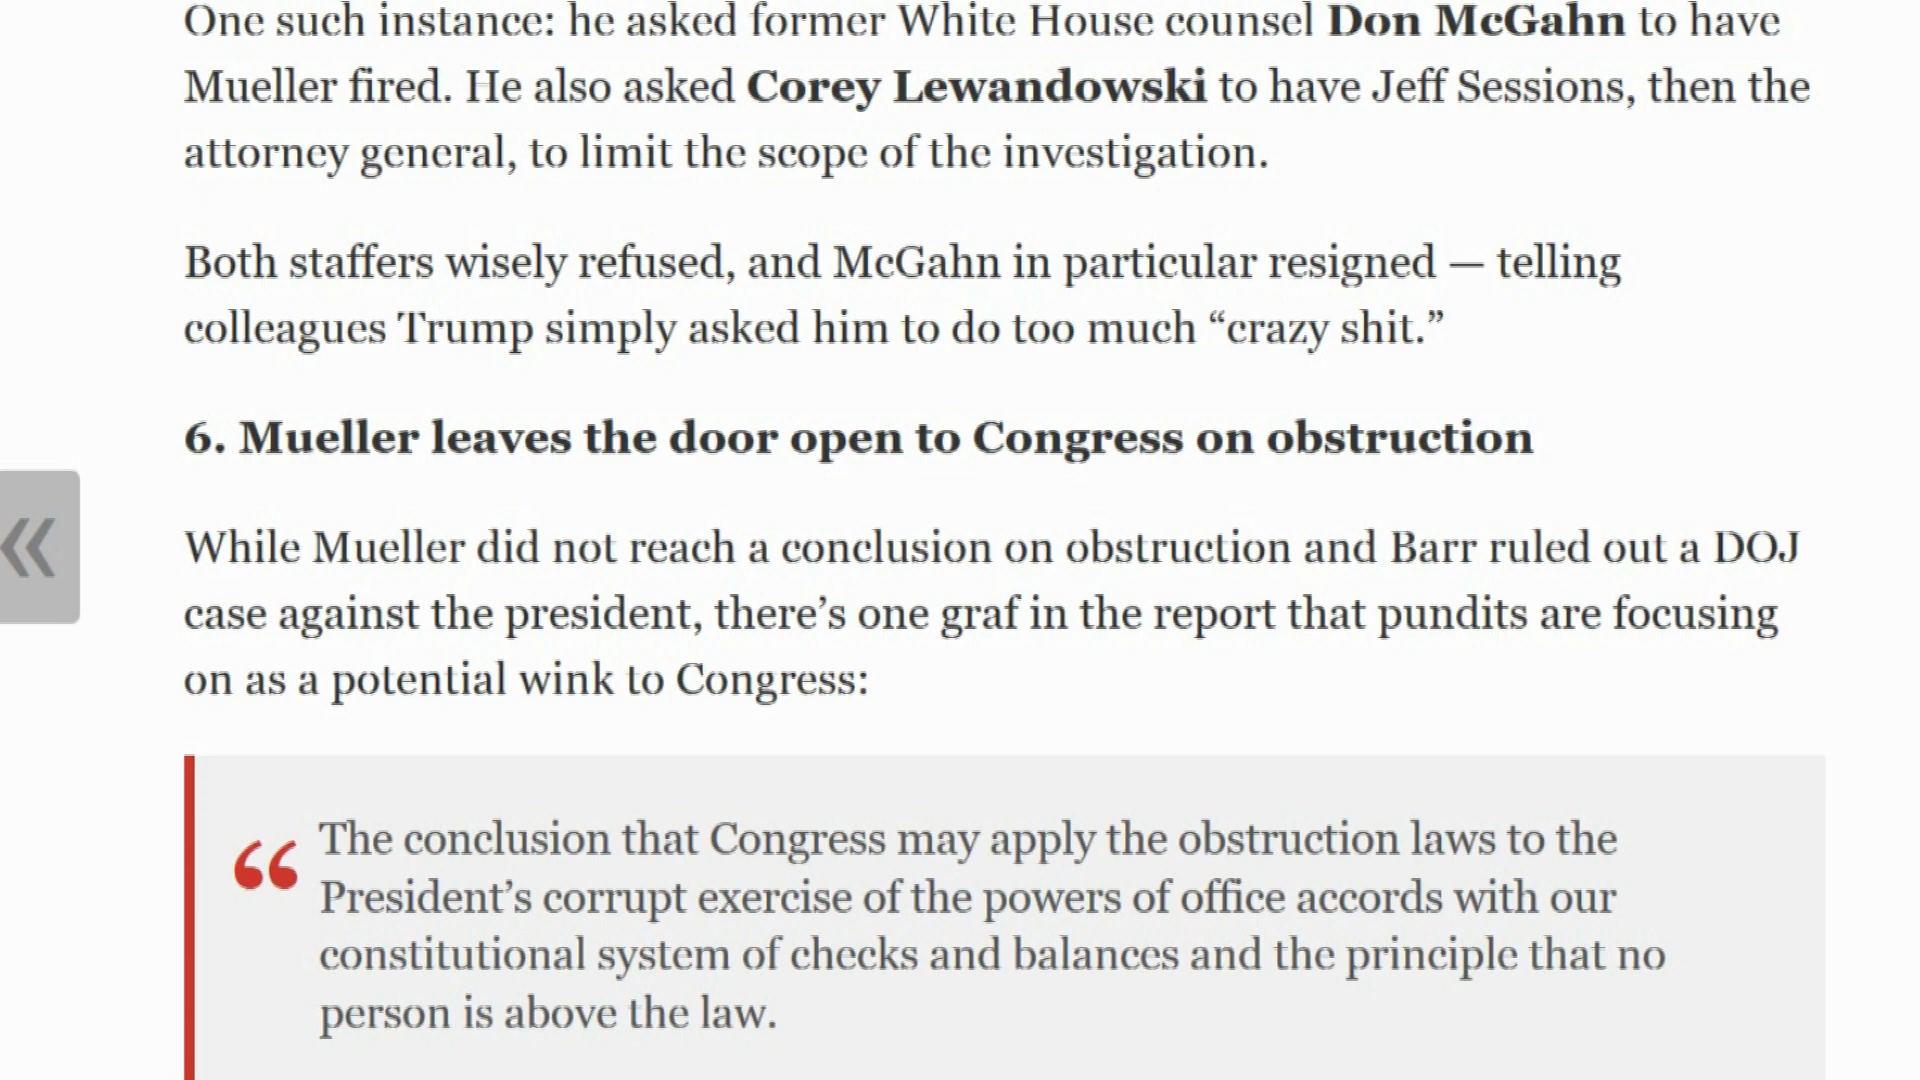 One such instance: he asked former White House counsel Don McGahn to have
Mueller fired. He also asked Corey Lewandowski to have Jeff Sessions, then the
attorney general, to limit the scope of the investigation.
Both staffers wisely refused, and McGahn in particular resigned — telling
colleagues Trump simply asked him to do too much “crazy shit.”
6. Mueller leaves the door open to Congress on obstruction
While Mueller did not reach a conclusion on obstruction and Barr ruled out a DOJ
case against the president, there’s one graf in the report that pundits are focusing
on as a potential wink to Congress:
“ The conclusion that Congress may apply the obstruction laws to the
President’s corrupt exercise of the powers of office accords with our
constitutional system of checks and balances and the principle that no
person is above the law.